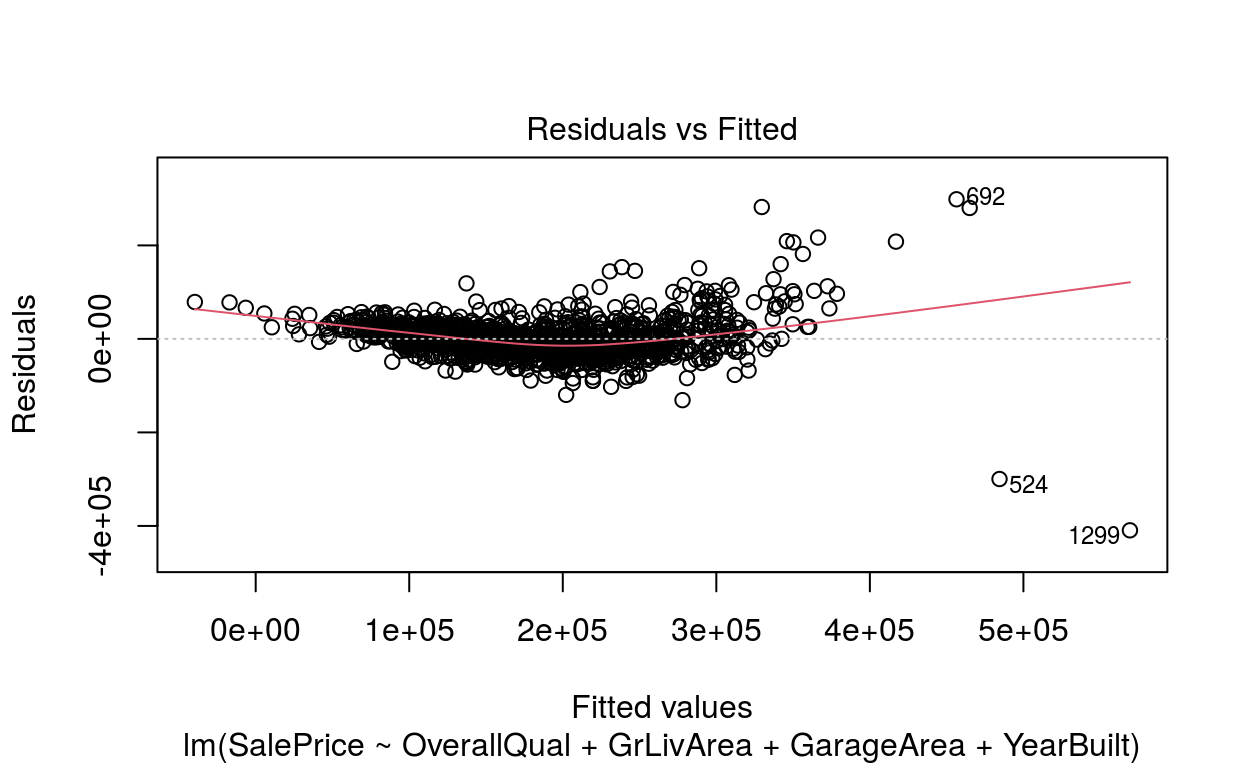 Residuals vs Fitted
Residuals
0e+00
-4e+05
692
524
1299
0e+00 1e+05 2e+05 3e+05 4e+05 5e+05
Fitted values
lm(SalePrice ~ OverallQual + GrLivArea + GarageArea + YearBuilt)